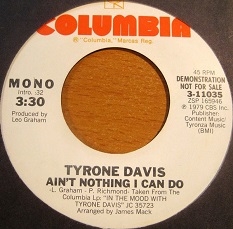 COLUMBIA
® "Columbia," Marcas Reg.
MONO
Intro. :32
3:30
Produced by
Leo Graham
45 RPM
DEMONSTRATION
NOT FOR SALE
3-11035
ZSP 165946
℗ 1979 CBS Inc.
Publisher:
Content Music/
Tyronza Music
(BMI)
TYRONE DAVIS
AIN'T NOTHING I CAN DO
-L. Graham - P. Richmond- Taken From The
Columbia Lp: "IN THE MOOD WITH
TYRONE DAVIS" JC 35723
Arranged by James Mack